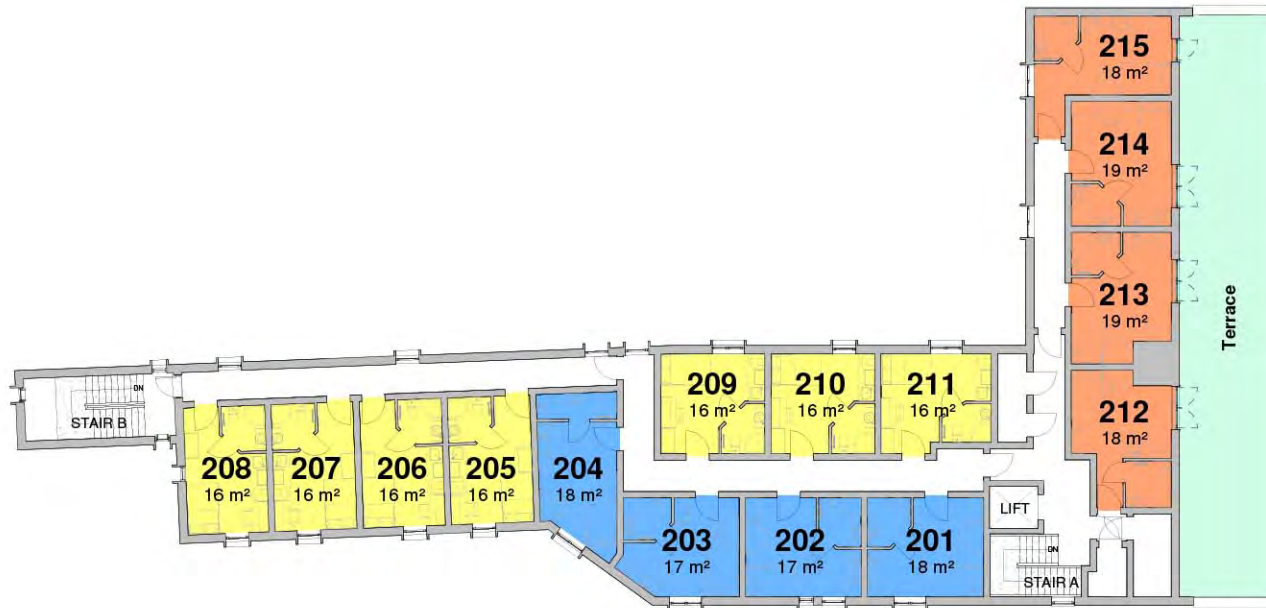 215
18 m²
214
19 m²
213
19 m²
Terrace
212
18 m²
209
16 m²
210
16 m²
211
16 m²
DN
STAIR B
208
16 m²
207
16 m²
206
16 m²
205
16 m²
204
18 m²
203
17 m²
202
17 m²
201
18 m²
LIFT
DN
STAIR A